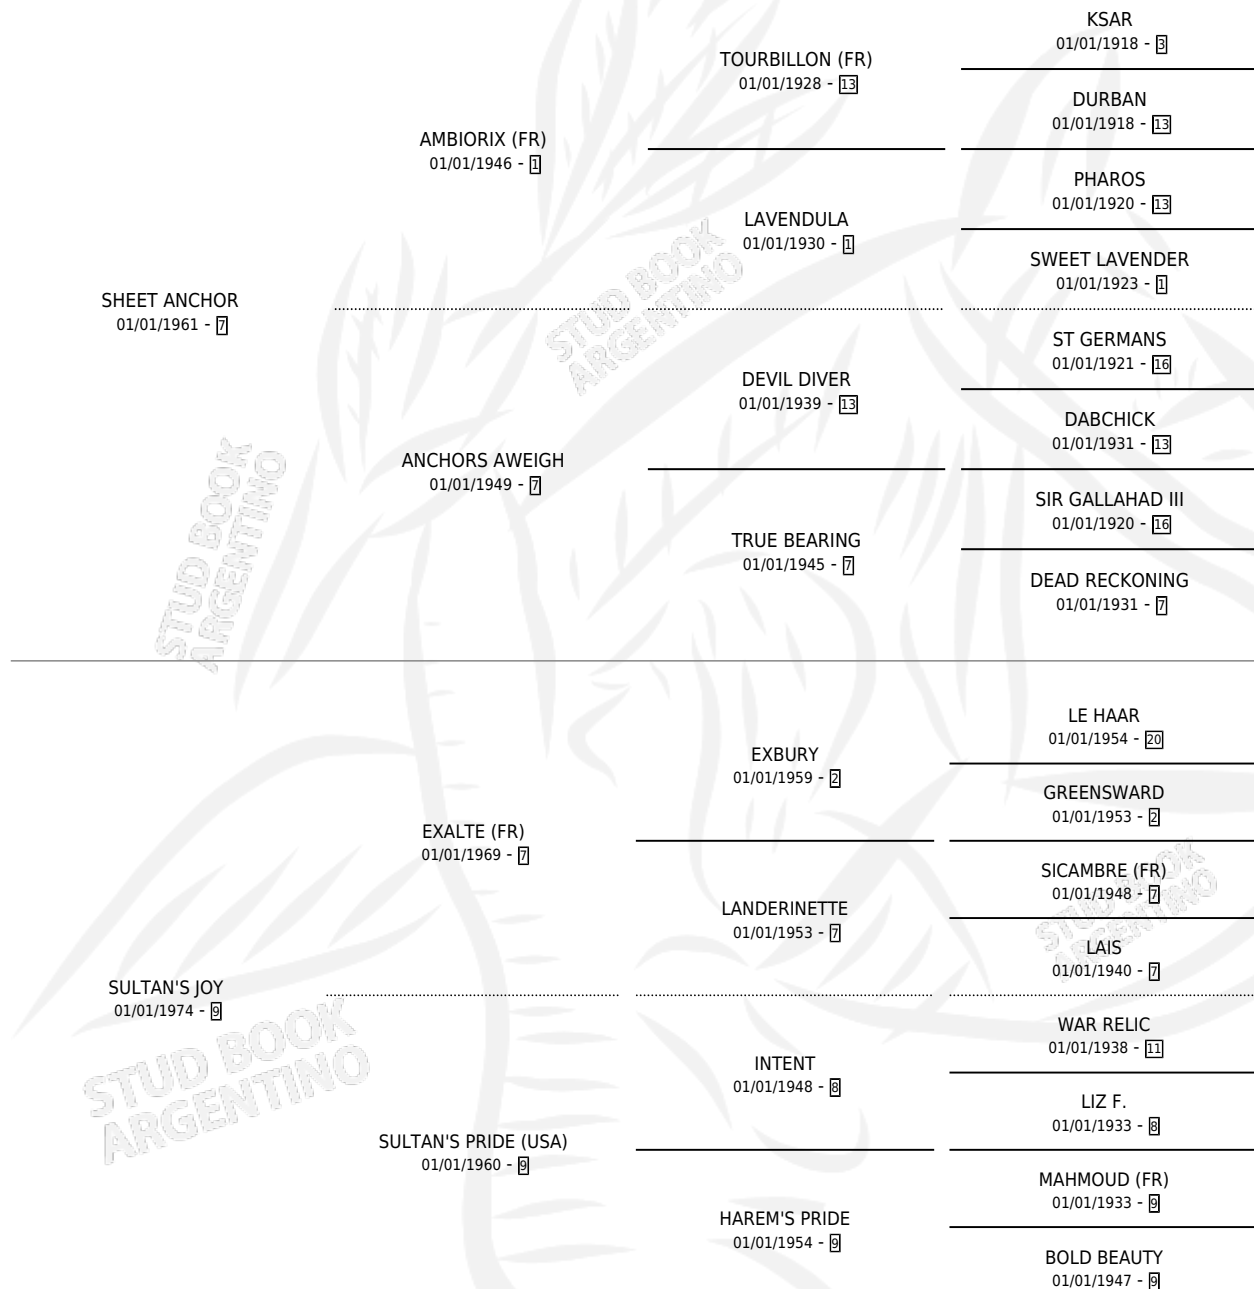 KSAR
01/01/1918 - 3
TOURBILLON (FR)
01/01/1928 - 13
DURBAN
01/01/1918 - 13
AMBIORIX (FR)
01/01/1946 - 1
PHAROS
01/01/1920 - 13
LAVENDULA
01/01/1930 - 1
SWEET LAVENDER
01/01/1923 - 1
SHEET ANCHOR
01/01/1961 - 7
STUD BOOK
ARGENTINO
ST GERMANS
01/01/1921 - 16
DEVIL DIVER
01/01/1939 - 13
DABCHICK
01/01/1931 - 13
ANCHORS AWEIGH
01/01/1949 - 7
SIR GALLAHAD III
01/01/1920 - 16
TRUE BEARING
01/01/1945 - 7
DEAD RECKONING
01/01/1931 - 7
STUD BOOK
ARGENTINO
LE HAAR
01/01/1954 - 20
EXBURY
01/01/1959 - 2
GREENSWARD
01/01/1953 - 2
EXALTE (FR)
01/01/1969 - 7
SICAMBRE (FR)
01/01/1948 - 7
LANDERINETTE
01/01/1953 - 7
LAIS
01/01/1940 - 7
STUD BOOK
ARGENTINO
SULTAN'S JOY
01/01/1974 - 9
WAR RELIC
01/01/1938 - 11
INTENT
01/01/1948 - 8
LIZ F.
01/01/1933 - 8
STUD BOOK
ARGENTINO
SULTAN'S PRIDE (USA)
01/01/1960 - 9
MAHMOUD (FR)
01/01/1933 - 9
HAREM'S PRIDE
01/01/1954 - 9
BOLD BEAUTY
01/01/1947 - 9